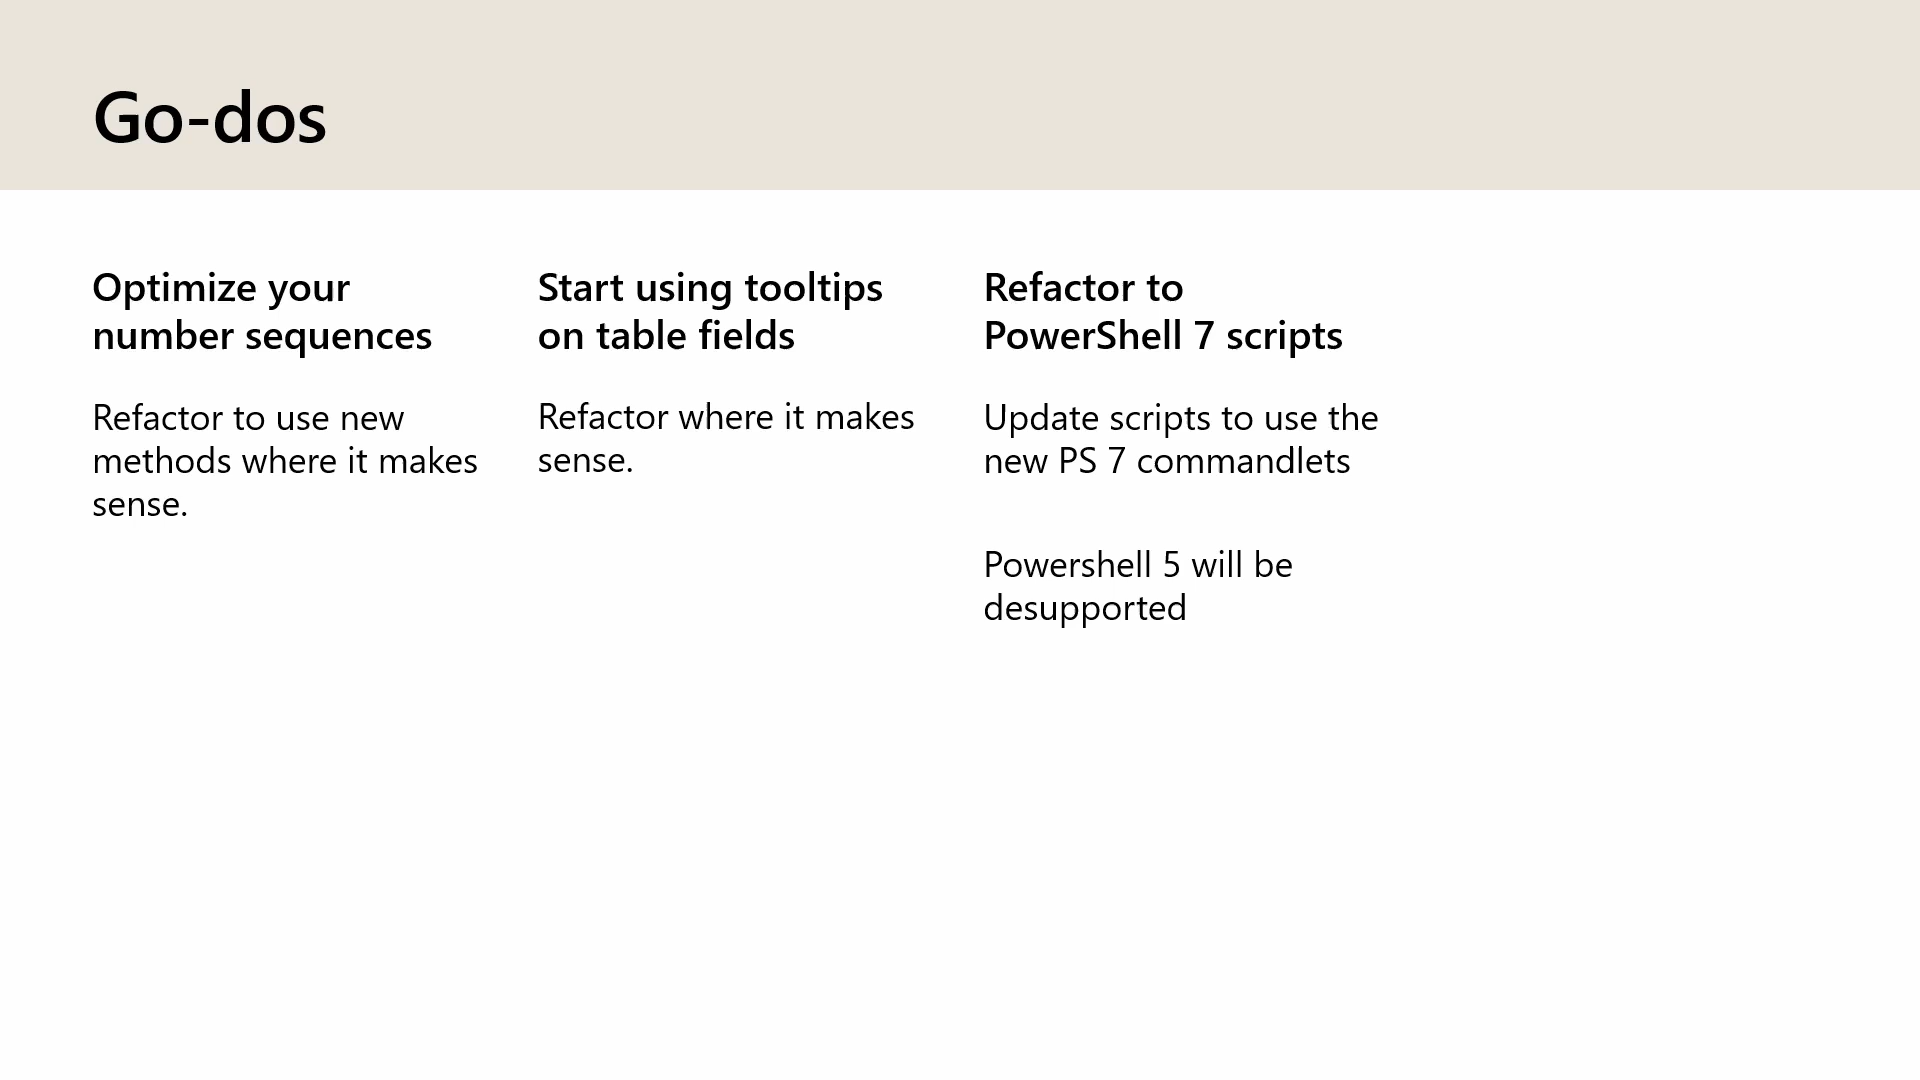 Go-dos
Optimize your
number sequences
Refactor to use new
methods where it makes
sense.
Start using tooltips
on table fields
Refactor where it makes
sense.
Refactor to
PowerShell 7 scripts
Update scripts to use the
new PS 7 commandlets
Powershell 5 will be
desupported